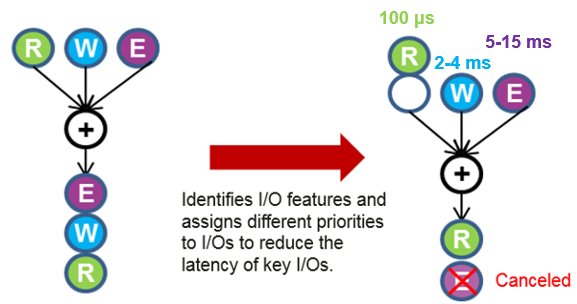 R W E
+
E
W
R
Identifies I/O features and
assigns different priorities
to I/Os to reduce the
latency of key I/Os.
100 µs
R
5-15 ms
2-4 ms
W E
+
R
E Canceled